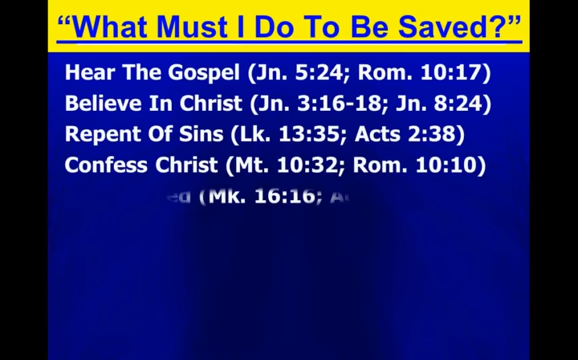 “What Must I Do To Be Saved?”
Hear The Gospel (Jn. 5:24; Rom. 10:17)
Believe In Christ (Jn. 3:16-18; Jn. 8:24)
Repent Of Sins (Lk. 13:35; Acts 2:38)
Confess Christ (Mt. 10:32; Rom. 10:10)
(Mk. 16:16;